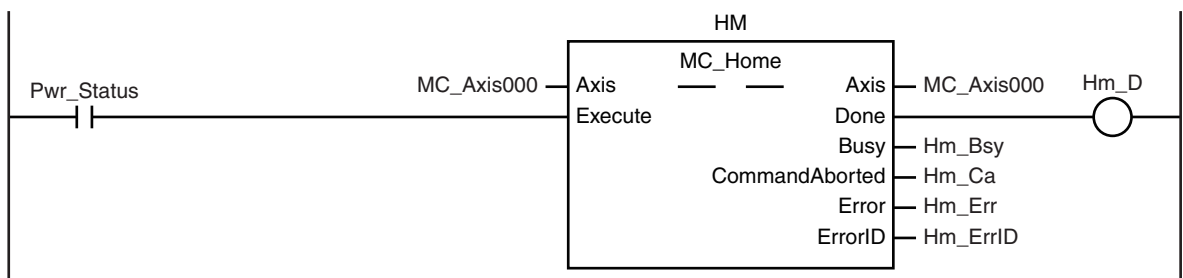 HM
MC_Home
MC_Axis000 Axis Axis MC_Axis000 Hm_D
Pwr_Status
Execute Done
Busy Hm_Bsy
CommandAborted Hm_Ca
Error Hm_Err
ErrorID Hm_ErrID